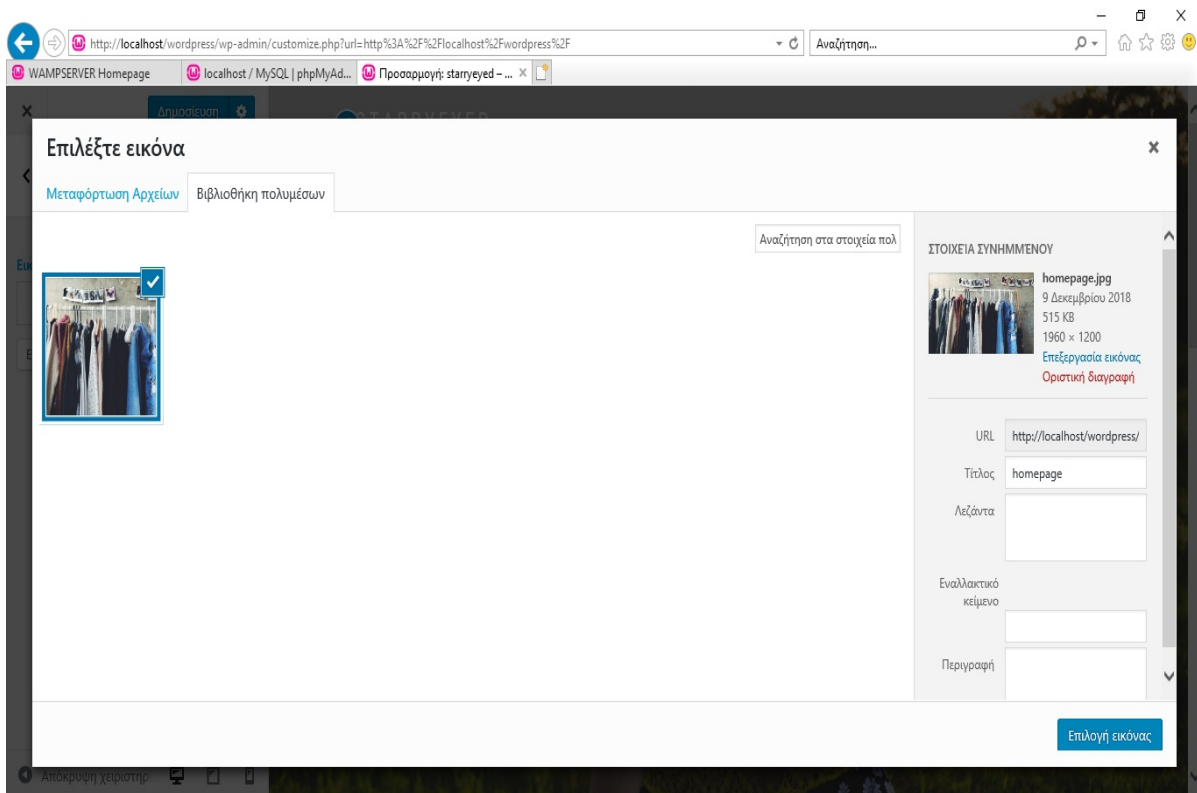 http://localhost/wordpress/wp-admin/customize.php?url=http%3A%2F%2Flocalhost%2Fwordpress%2F
Αναζήτηση...
WAMPSERVER Homepage
localhost / MySQL | phpMyAd...
Προσαρμογή: starryeyed – ...
Δημοσίευση
Επιλέξτε εικόνα
Μεταφόρτωση Αρχείων
Βιβλιοθήκη πολυμέσων
Αναζήτηση στα στοιχεία πολ
ΣΤΟΙΧΕΊΑ ΣΥΝΗΜΜΈΝΟΥ
homepage.jpg
9 Δεκεμβρίου 2018
515 KB
1960 × 1200
Επεξεργασία εικόνας
Οριστική διαγραφή
URL
http://localhost/wordpress/
Τίτλος
homepage
Λεζάντα
Εναλλακτικό
κείμενο
Περιγραφή
Επιλογή εικόνας
Απόκρυψη χειριστηρ